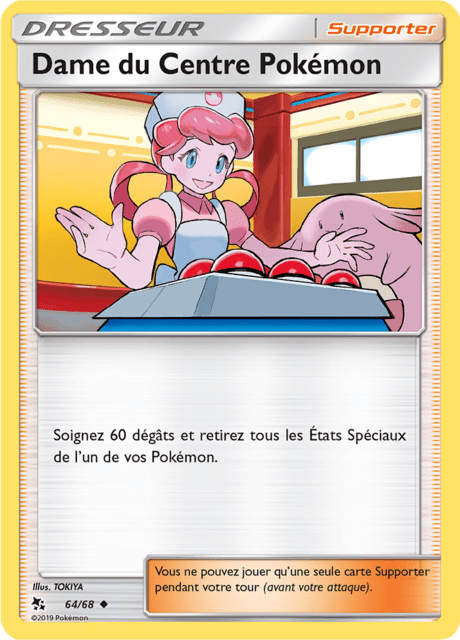 DRESSEUR
Supporter
Dame du Centre Pokémon
Soignez 60 dégâts et retirez tous les États Spéciaux
de l'un de vos Pokémon.
Vous ne pouvez jouer qu'une seule carte Supporter
pendant votre tour (avant votre attaque).
Illus. TOKIYA
64/68 ◆
©2019 Pokémon